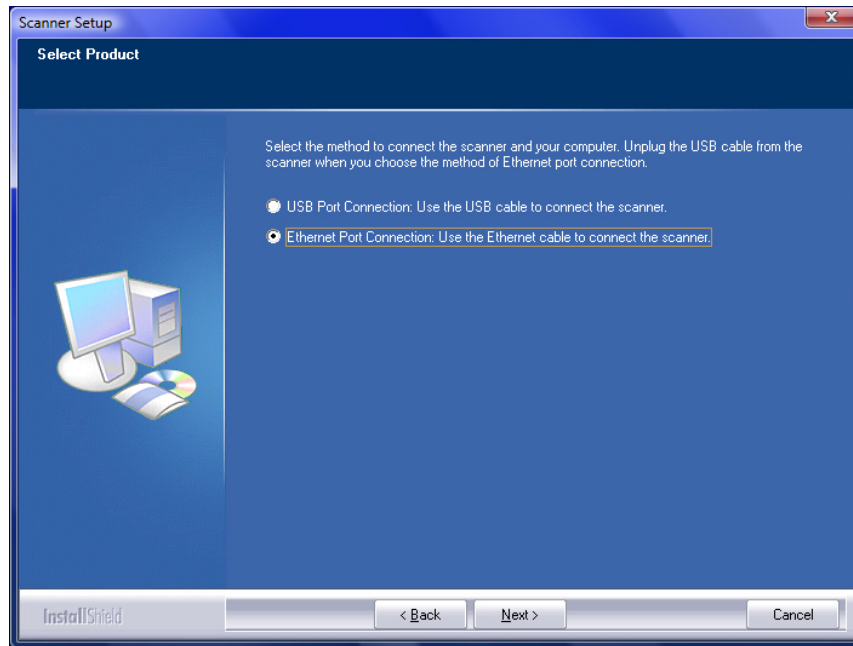 Scanner Setup
Select Product
Select the method to connect the scanner and your computer. Unplug the USB cable from the
scanner when you choose the method of Ethernet port connection.
USB Port Connection: Use the USB cable to connect the scanner.
Ethernet Port Connection: Use the Ethernet cable to connect the scanner.
InstallShield
< Back Next > Cancel